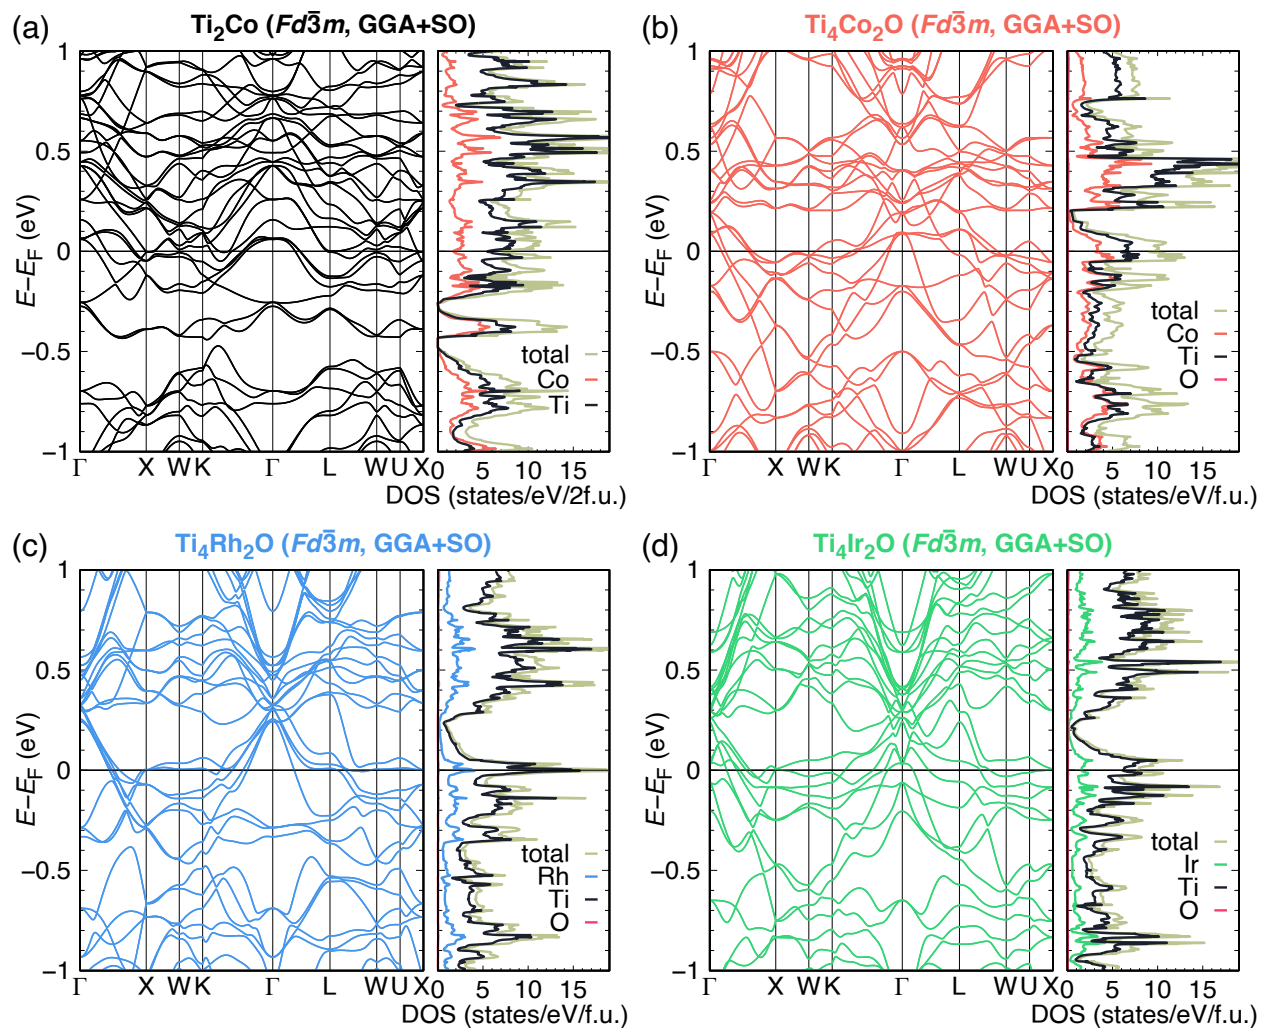 (a) Ti₂Co (Fd3̅m, GGA+SO)
1
0.5
0
−0.5
−1
E−E_F (eV)
Γ X W K Γ L W U X
total
Co
Ti
0 5 10 15
DOS (states/eV/2f.u.)
(b) Ti₄Co₂O (Fd3̅m, GGA+SO)
1
0.5
0
−0.5
−1
E−E_F (eV)
Γ X W K Γ L W U X
total
Co
Ti
O
0 5 10 15
DOS (states/eV/f.u.)
(c) Ti₄Rh₂O (Fd3̅m, GGA+SO)
1
0.5
0
−0.5
−1
E−E_F (eV)
Γ X W K Γ L W U X
total
Rh
Ti
O
0 5 10 15
DOS (states/eV/f.u.)
(d) Ti₄Ir₂O (Fd3̅m, GGA+SO)
1
0.5
0
−0.5
−1
E−E_F (eV)
Γ X W K Γ L W U X
total
Ir
Ti
O
0 5 10 15
DOS (states/eV/f.u.)